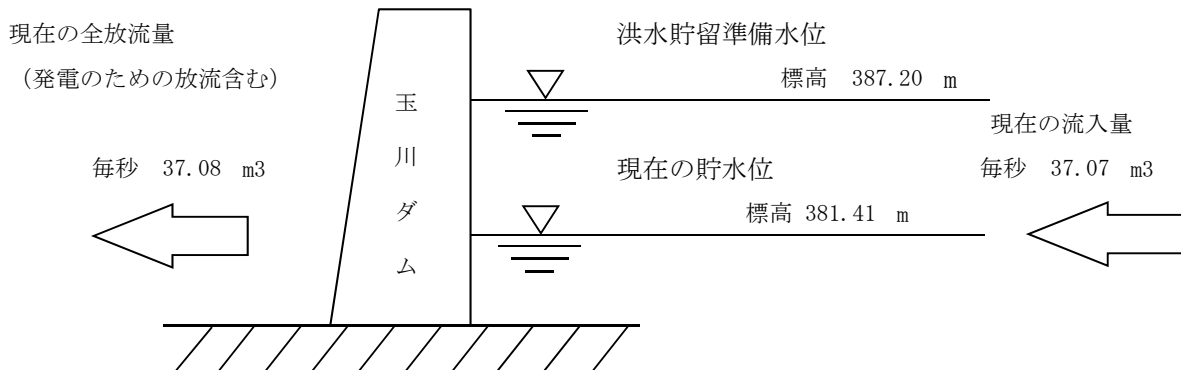 現在の全放流量
(発電のための放流含む)
毎秒 37.08 m3
玉川ダム
洪水貯留準備水位
標高 387.20 m
現在の貯水位
標高 381.41 m
現在の流入量
毎秒 37.07 m3